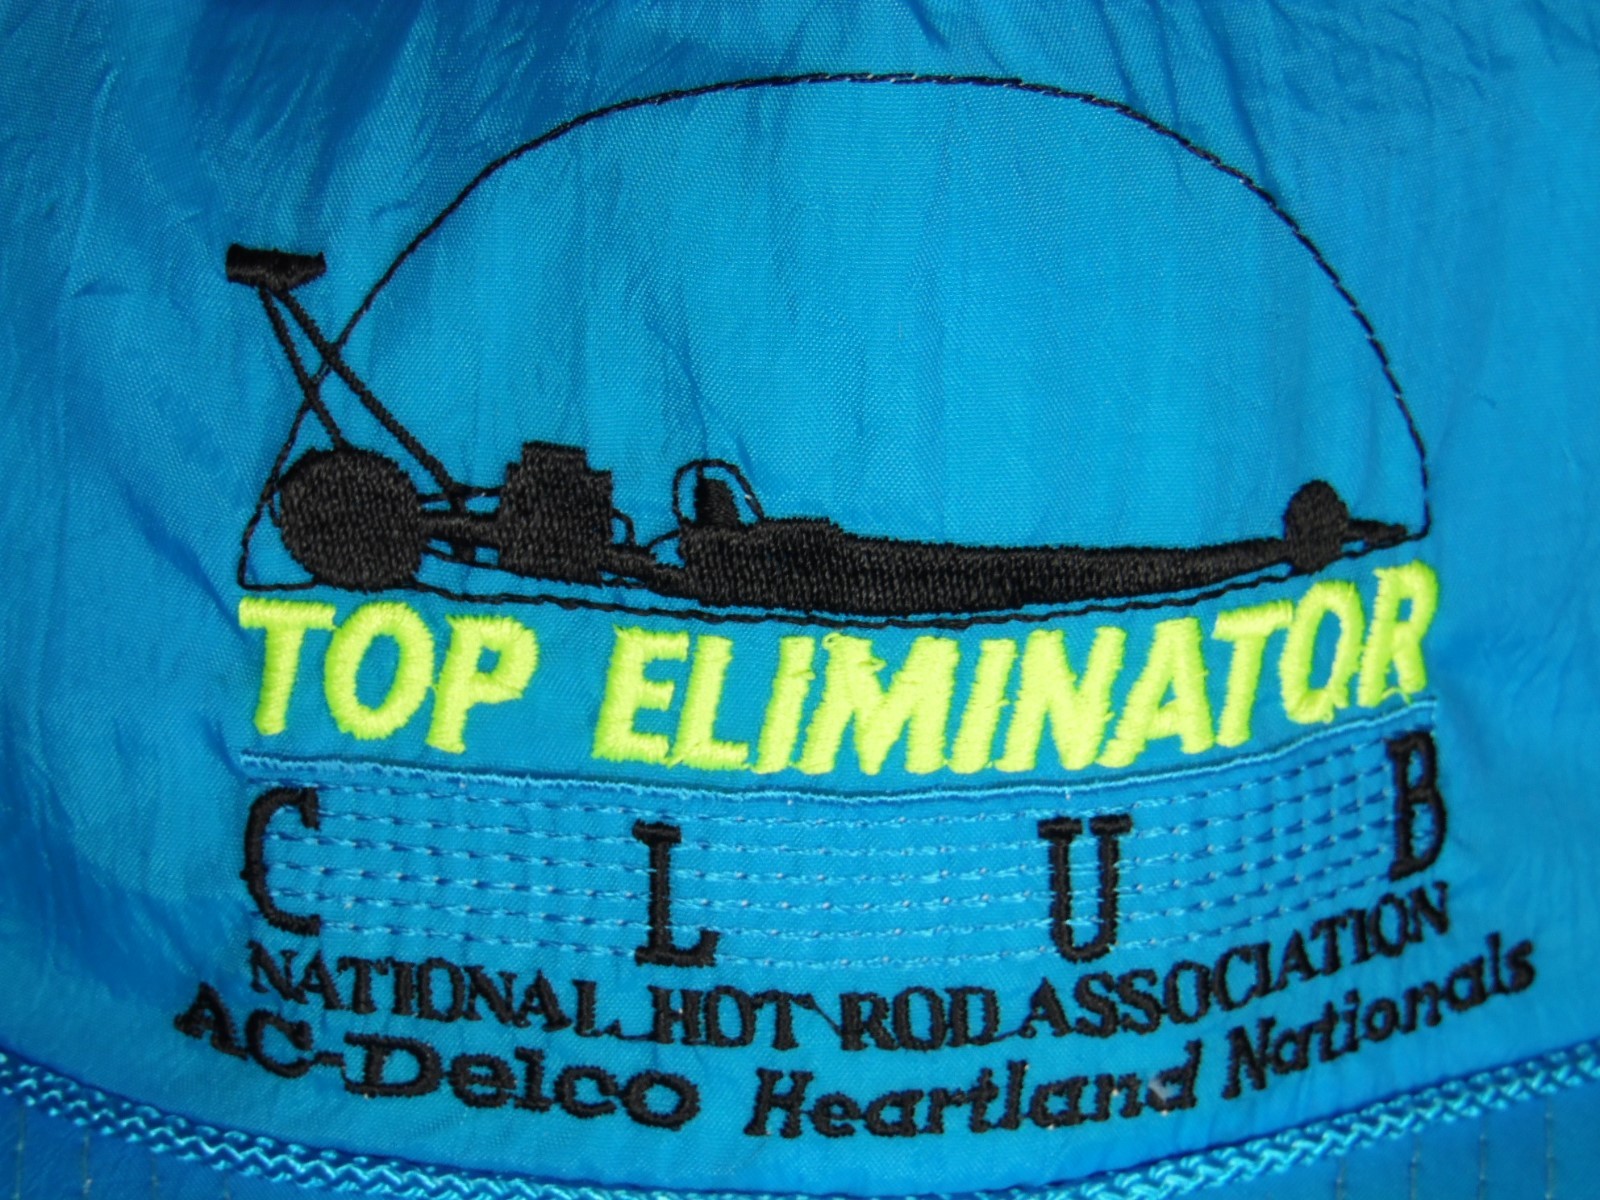 TOP ELIMINATOR
CLUB
NATIONAL HOT ROD ASSOCIATION
AC-Delco Heartland Nationals